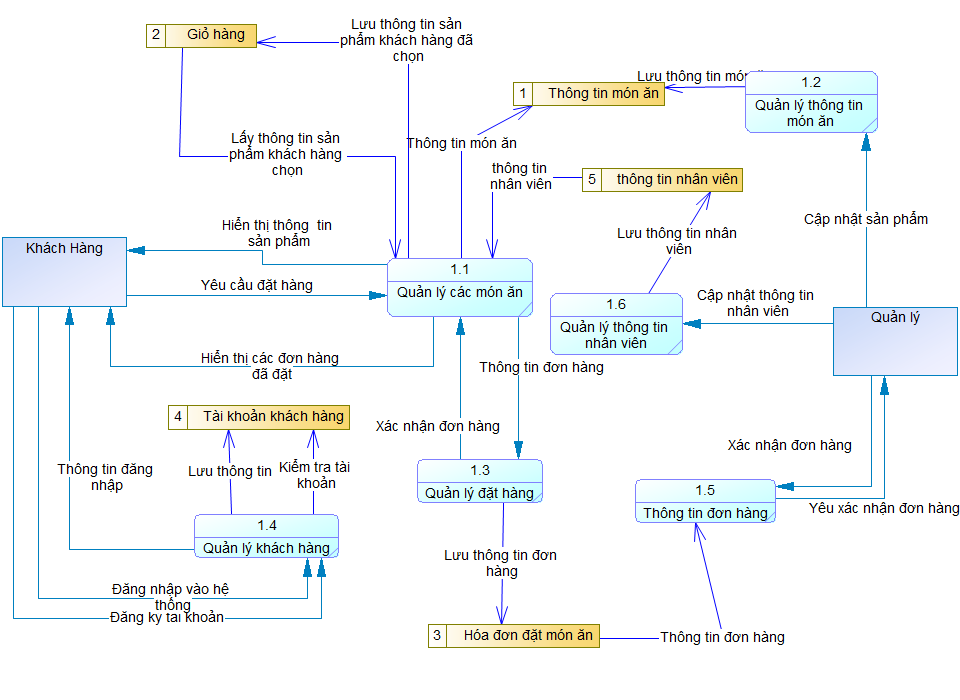 2 Giỏ hàng
Lưu thông tin sản
phẩm khách hàng đã
chọn
Lưu thông tin
1.2
Quản lý thông tin
món ăn
1 Thông tin món ăn
Lấy thông tin sản
phẩm khách hàng
chọn
Thông tin món ăn
thông tin
nhân viên
5 thông tin nhân viên
Cập nhật sản phẩm
Hiển thị thông tin
sản phẩm
Lưu thông tin nhân
viên
Khách Hàng
1.1
Quản lý các món ăn
Yêu cầu đặt hàng
1.6
Quản lý thông tin
nhân viên
Cập nhật thông tin
nhân viên
Quản lý
Hiển thị các đơn hàng
đã đặt
Thông tin đơn hàng
4 Tài khoản khách hàng
Xác nhận đơn hàng
Xác nhận đơn hàng
Thông tin đăng
nhập
Lưu thông tin
Kiểm tra tài
khoản
1.3
Quản lý đặt hàng
1.5
Thông tin đơn hàng
Yêu xác nhận đơn hàng
1.4
Quản lý khách hàng
Lưu thông tin đơn
hàng
Đăng nhập vào hệ
thống
Đăng ky tai khoản
3 Hóa đơn đặt món ăn
Thông tin đơn hàng